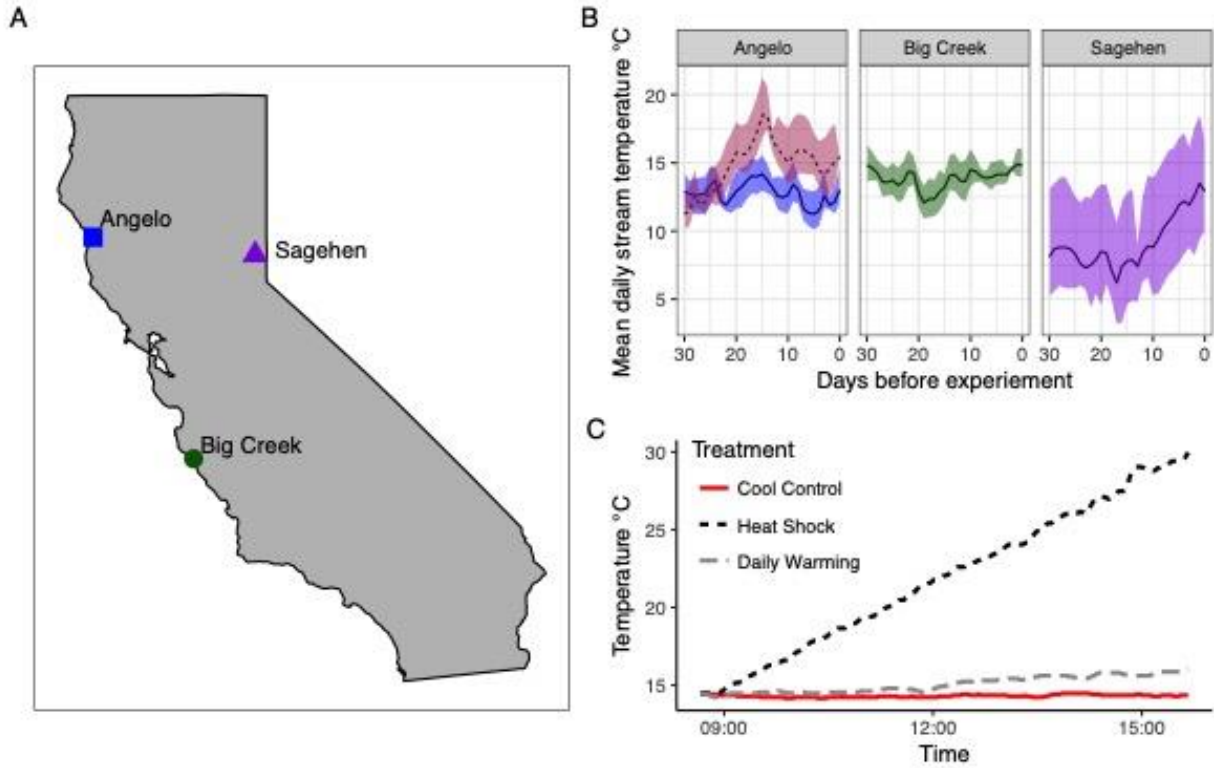 A
Angelo
Sagehen
Big Creek
B
Mean daily stream temperature °C
Angelo
Big Creek
Sagehen
20
15
10
5
30 20 10 0
30 20 10 0
30 20 10 0
Days before experiement
C
Temperature °C
30
25
20
15
Treatment
Cool Control
Heat Shock
Daily Warming
09:00 12:00 15:00
Time